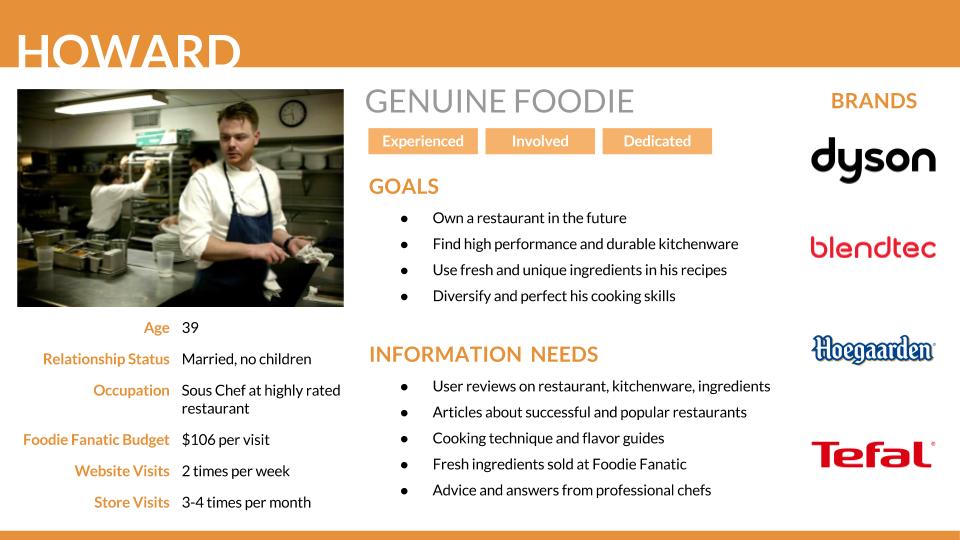 HOWARD
GENUINE FOODIE
Experienced
Involved
Dedicated
GOALS
● Own a restaurant in the future
● Find high performance and durable kitchenware
● Use fresh and unique ingredients in his recipes
● Diversify and perfect his cooking skills
INFORMATION NEEDS
● User reviews on restaurant, kitchenware, ingredients
● Articles about successful and popular restaurants
● Cooking technique and flavor guides
● Fresh ingredients sold at Foodie Fanatic
● Advice and answers from professional chefs
Age 39
Relationship Status Married, no children
Occupation Sous Chef at highly rated
restaurant
Foodie Fanatic Budget $106 per visit
Website Visits 2 times per week
Store Visits 3-4 times per month
BRANDS
dyson
blendtec
Hoegaarden
Tefal